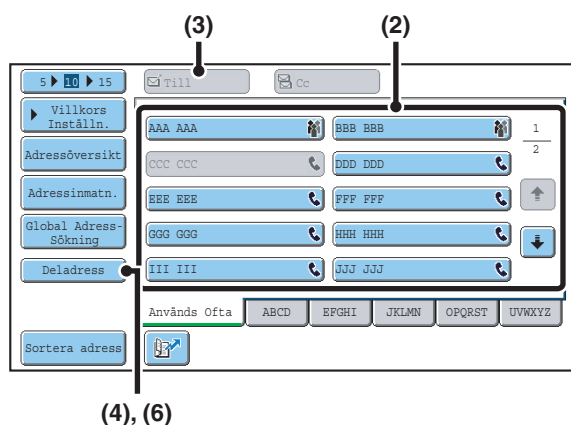 (3)
(2)
5 10 15
Till
Cc
Villkors
Inställn.
AAA AAA
BBB BBB
1
2
Adressöversikt
CCC CCC
DDD DDD
Adressinmatn.
EEE EEE
FFF FFF
Global Adress-
Sökning
GGG GGG
HHH HHH
Deladress
III III
JJJ JJJ
Används Ofta
ABCD
EFGHI
JKLMN
OPQRST
UVWXYZ
Sortera adress
(4), (6)